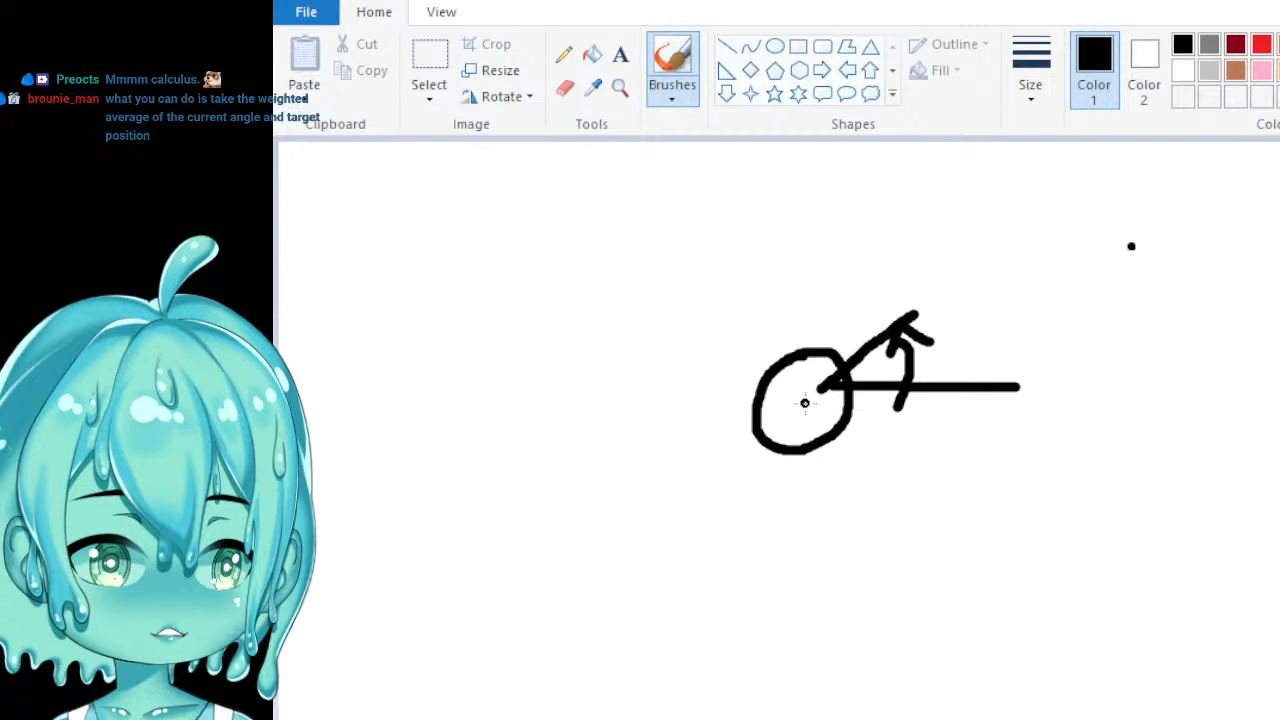 File Home View
Preocts Mmmm calculus.
brounie_man what you can do is take the weighted
average of the current angle and target
position
Paste
Cut
Copy
Clipboard
Select
Crop
Resize
Rotate
Image
Tools
Brushes
Shapes
Outline
Fill
Size
Color
1
Color
2
Colo